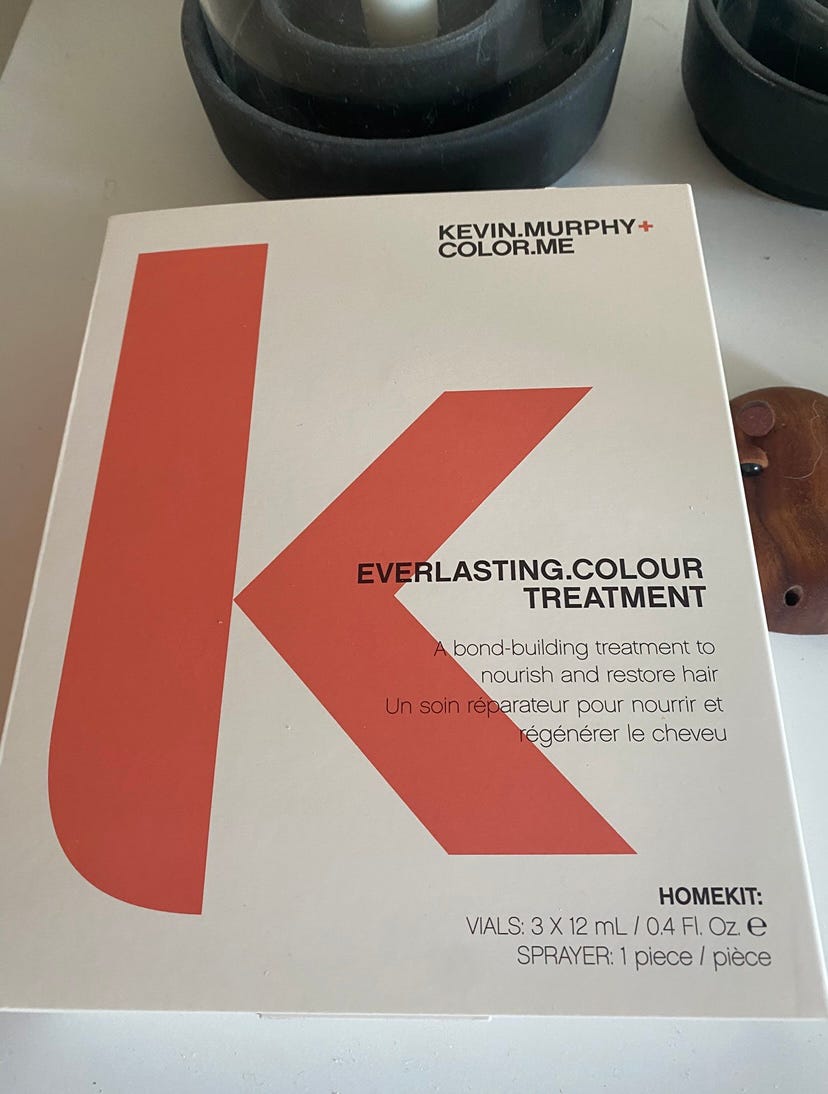 KEVIN.MURPHY+
COLOR.ME
EVERLASTING.COLOUR
TREATMENT
A bond-building treatment to
nourish and restore hair
Un soin réparateur pour nourrir et
régénérer le cheveu
HOMEKIT:
VIALS: 3 X 12 mL / 0.4 Fl. Oz. ℮
SPRAYER: 1 piece / pièce